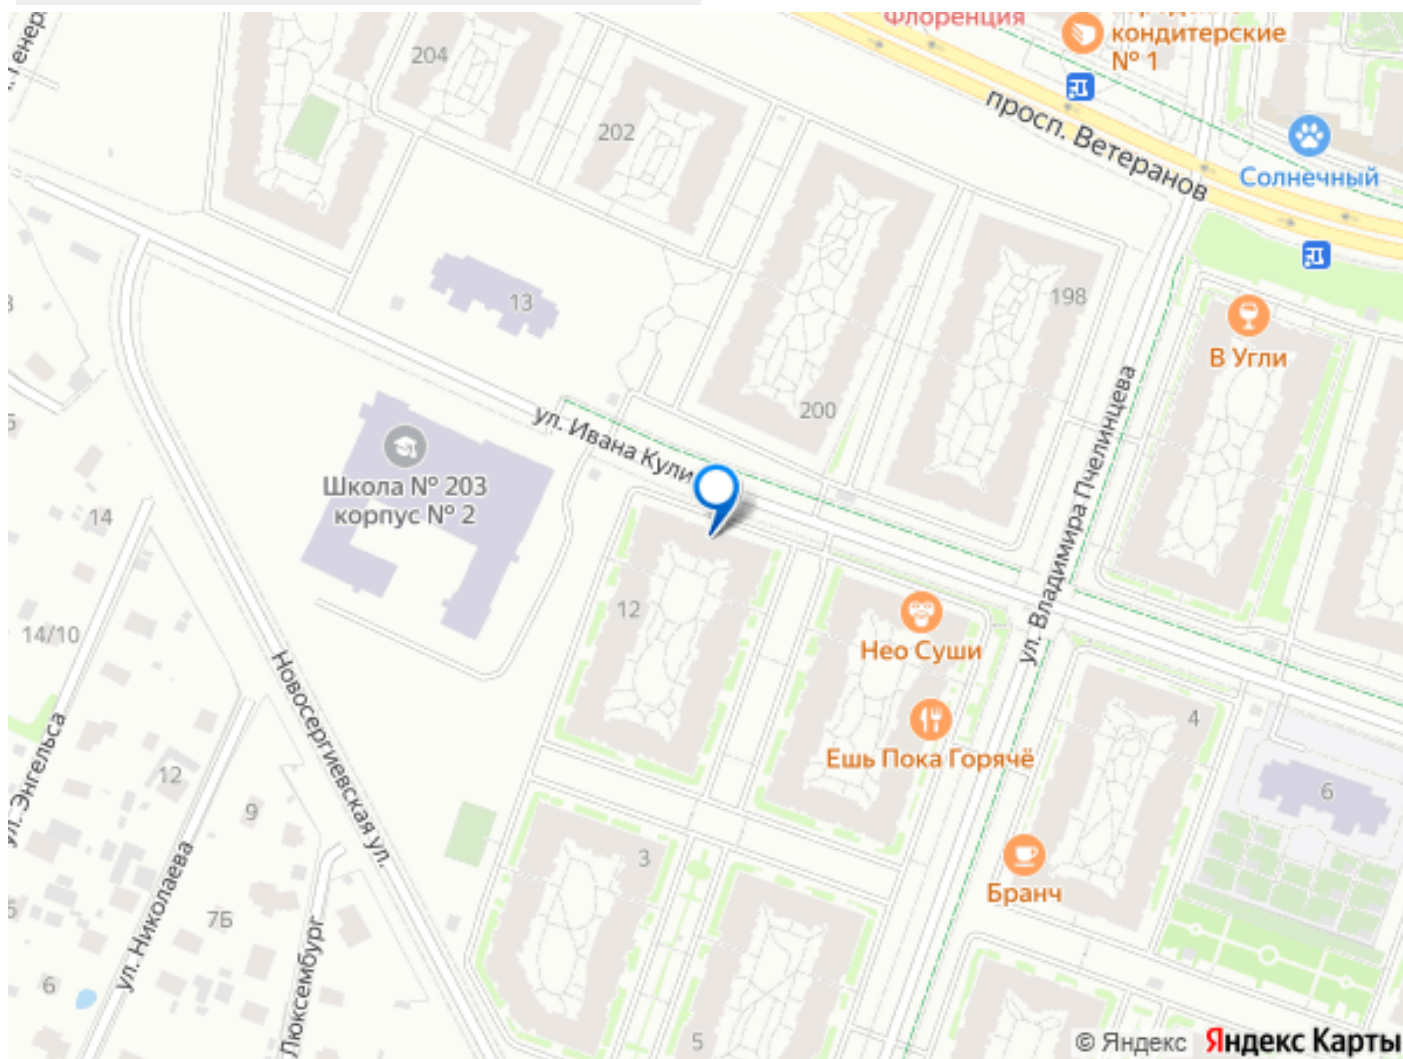 Флоренция
кондитерские
№ 1
204
202
просп. Ветеранов
Солнечный
13
198
В Угли
200
ул. Ивана Кули
ул. Владимира Пчелинцева
Школа № 203
корпус № 2
14
12
14/10
Нео Суши
Ешь Пока Горячё
4
6
Новосергиевская ул.
ул. Энгельса
12
9
3
Бранч
ул. Николаева
7Б
Люксембург
6
5
© Яндекс Яндекс Карты